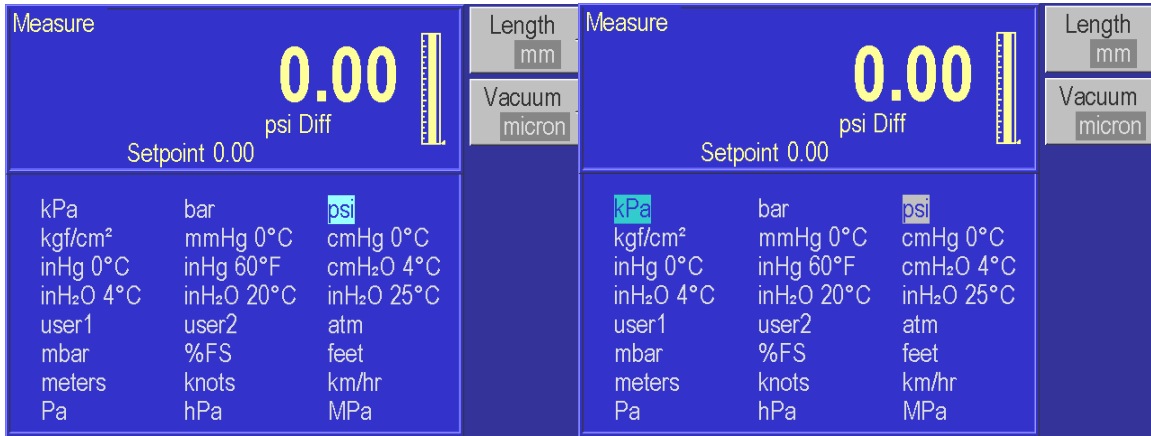 Measure
0.00
psi Diff
Setpoint 0.00
Length
mm
Vacuum
micron
kPa bar psi
kgf/cm² mmHg 0°C cmHg 0°C
inHg 0°C inHg 60°F cmH₂O 4°C
inH₂O 4°C inH₂O 20°C inH₂O 25°C
user1 user2 atm
mbar %FS feet
meters knots km/hr
Pa hPa MPa
Measure
0.00
psi Diff
Setpoint 0.00
Length
mm
Vacuum
micron
kPa bar psi
kgf/cm² mmHg 0°C cmHg 0°C
inHg 0°C inHg 60°F cmH₂O 4°C
inH₂O 4°C inH₂O 20°C inH₂O 25°C
user1 user2 atm
mbar %FS feet
meters knots km/hr
Pa hPa MPa